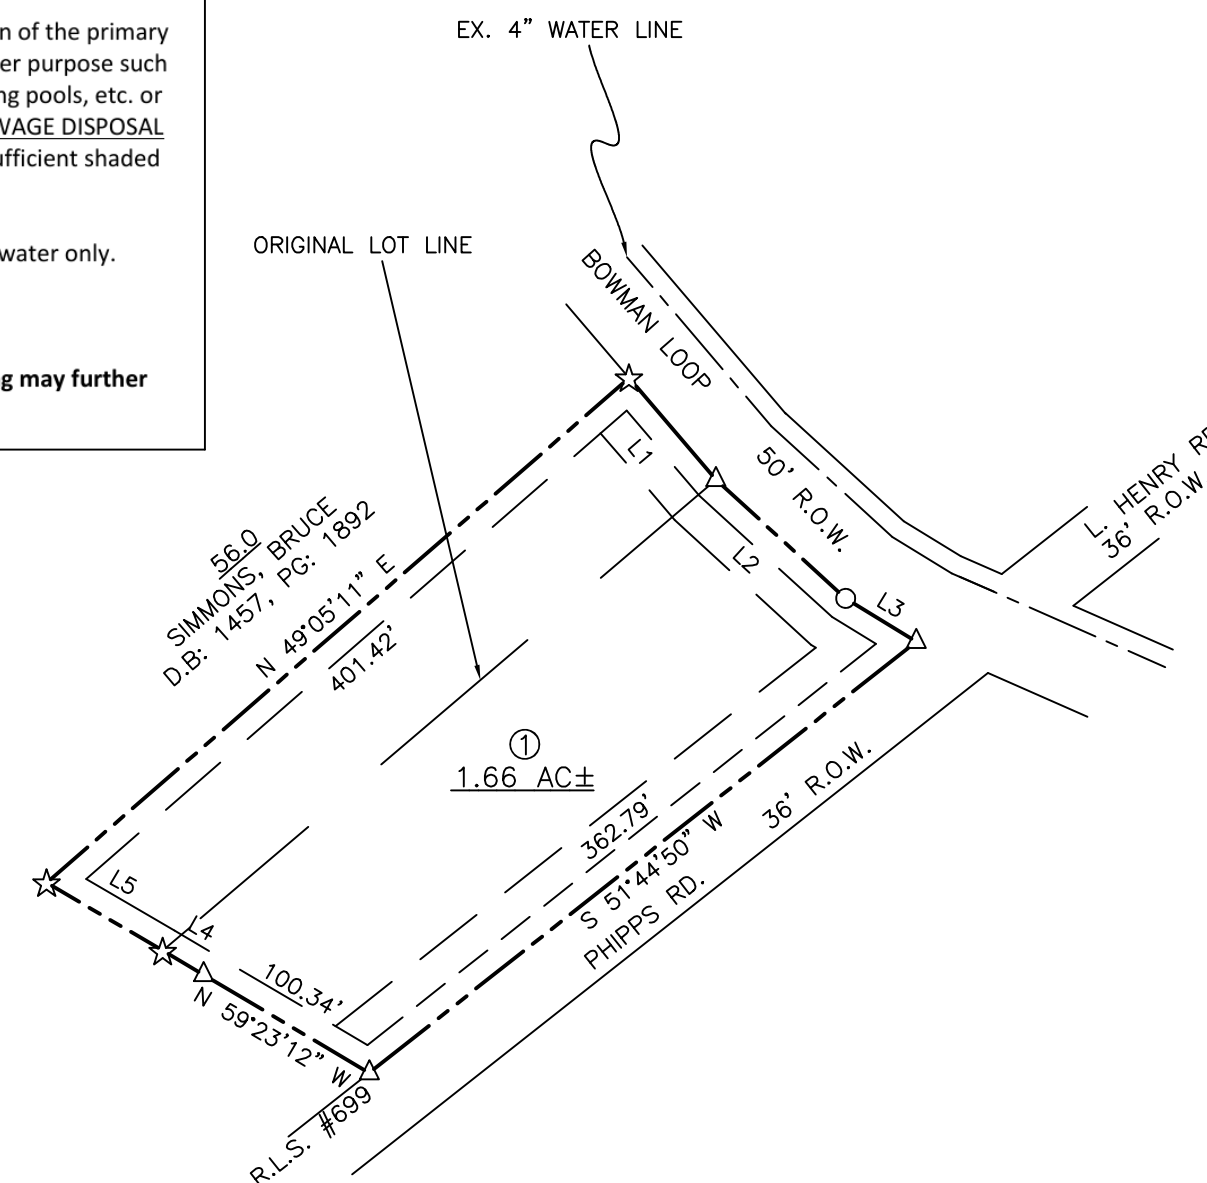 n of the primary
er purpose such
ng pools, etc. or
WAGE DISPOSAL
ufficient shaded
water only.
g may further
EX. 4” WATER LINE
ORIGINAL LOT LINE
BOWMAN LOOP
50' R.O.W.
L. HENRY RD
36' R.O.W
L1
L2
L3
56.0
SIMMONS, BRUCE
D.B: 1457, PG: 1892
N 49°05'11” E
401.42'
1
1.66 AC±
362.79'
S 51°44'50” W
36' R.O.W.
PHIPPS RD.
L5
L4
100.34'
N 59°23'12” W
R.L.S. #699